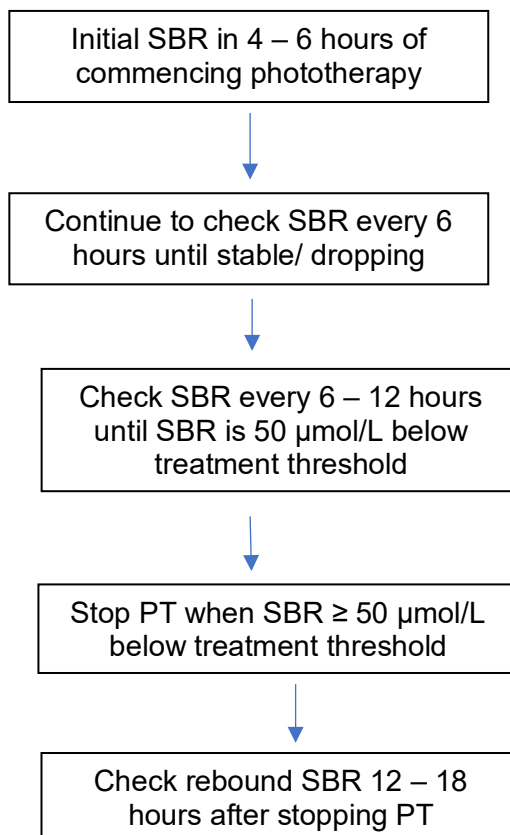 Initial SBR in 4 – 6 hours of
commencing phototherapy
Continue to check SBR every 6
hours until stable/ dropping
Check SBR every 6 – 12 hours
until SBR is 50 μmol/L below
treatment threshold
Stop PT when SBR ≥ 50 μmol/L
below treatment threshold
Check rebound SBR 12 – 18
hours after stopping PT